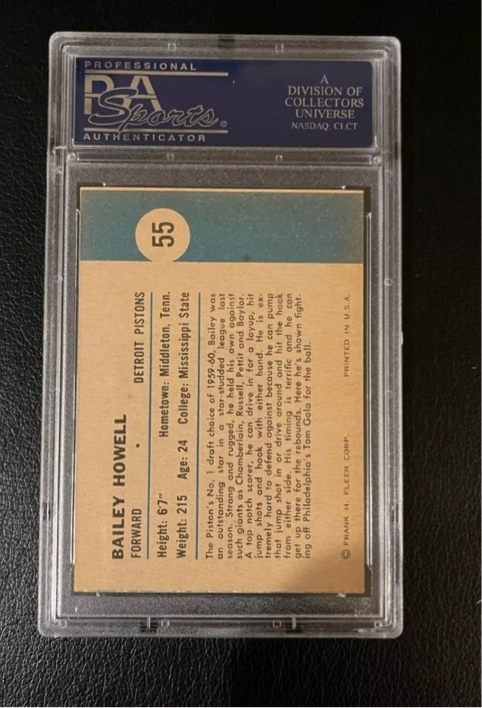 PROFESSIONAL
PSA
Sports®
AUTHENTICATOR
A
DIVISION OF
COLLECTORS
UNIVERSE
NASDAQ: CLCT
55
BAILEY HOWELL
FORWARD • DETROIT PISTONS
Height: 6'7" Hometown: Middleton, Tenn.
Weight: 215 Age: 24 College: Mississippi State
The Piston's No. 1 draft choice of 1959-60, Bailey was
an outstanding star in a star-studded league last
season. Strong and rugged, he held his own against
such giants as Chamberlain, Russell, Pettit and Baylor.
A top notch scorer, he can drive in for a layup, hit
jump shots and hook with either hand. He is ex-
tremely hard to defend against because he can pump
that jump shot in or drive around and hit the hook
from either side. His timing is terrific and he can
get up there for the rebounds. Here he's shown fight-
ing off Philadelphia's Tom Gola for the ball.
© FRANK H. FLEER CORP. PRINTED IN U.S.A.